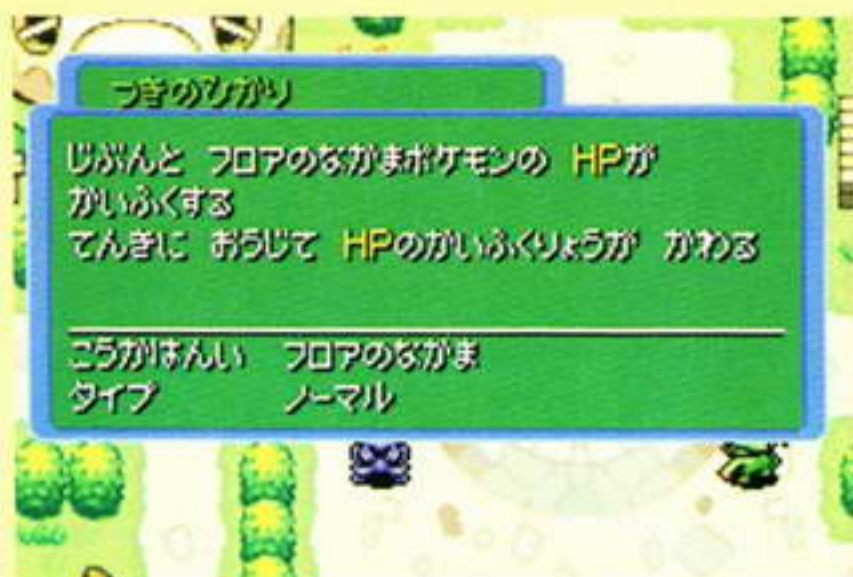 つきのひかり
じぶんと フロアのなかまポケモンの HPが
かいふくする
てんきに おうじて HPのかいふくりょうが かわる
こうかはんい フロアのなかま
タイプ ノーマル